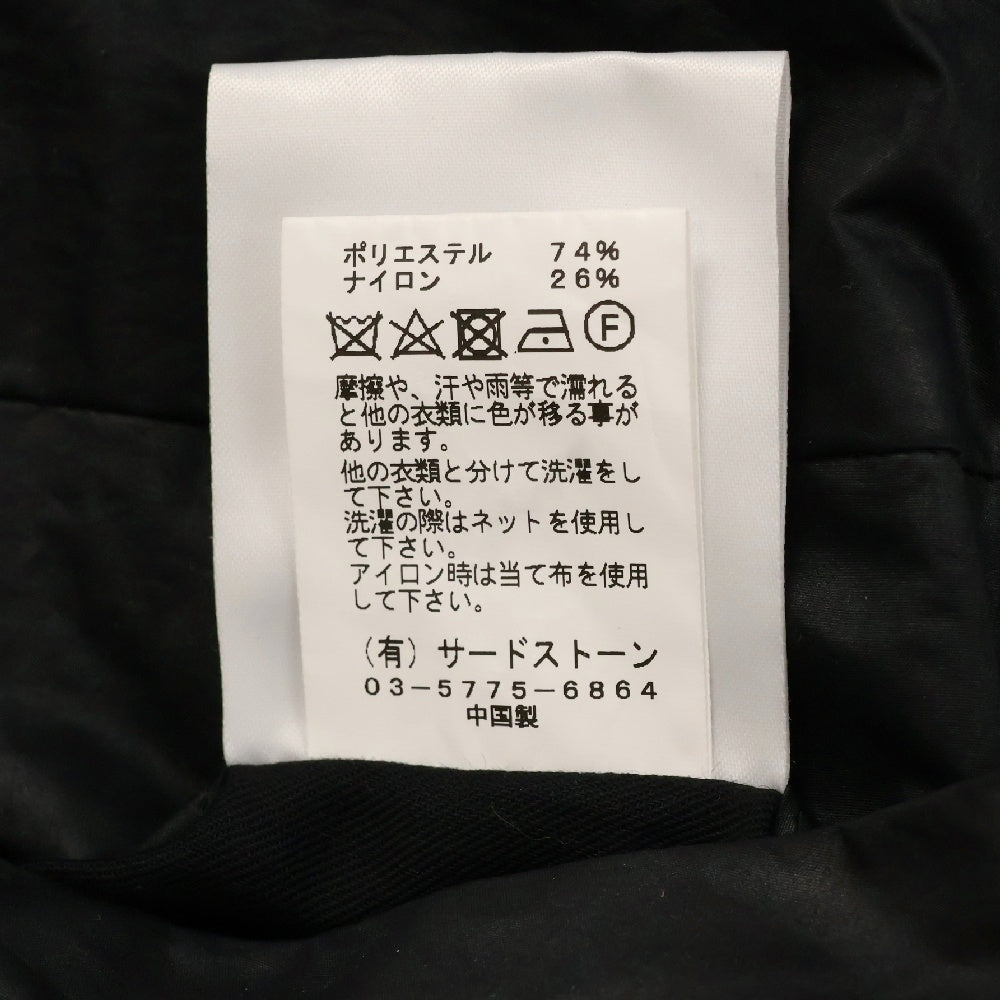 ポリエステル 74%
ナイロン 26%
F
摩擦や、汗や雨等で濡れる
と他の衣類に色が移る事が
あります。
他の衣類と分けて洗濯をし
て下さい。
洗濯の際はネットを使用し
て下さい。
アイロン時は当て布を使用
して下さい。
(有)サードストーン
03-5775-6864
中国製